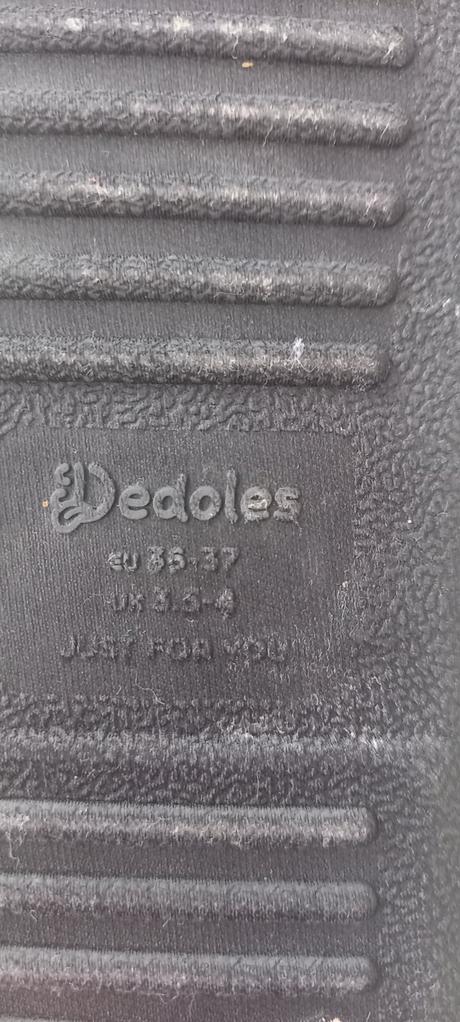 Dedoles
EU 36-37
UK 3.5-4
JUST FOR YOU